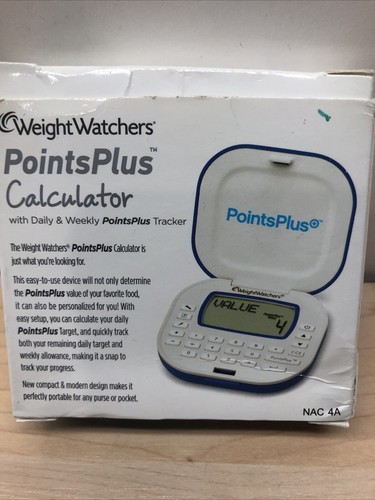 WeightWatchers®
PointsPlus™
Calculator
with Daily & Weekly PointsPlus Tracker
The Weight Watchers® PointsPlus Calculator is
just what you're looking for.
This easy-to-use device will not only determine
the PointsPlus value of your favorite food,
it can also be personalized for you! With
easy setup, you can calculate your daily
PointsPlus Target, and quickly track
both your remaining daily target and
weekly allowance, making it a snap to
track your progress.
New compact & modern design makes it
perfectly portable for any purse or pocket.
PointsPlus™
WeightWatchers®
VALUE
4
NAC 4A